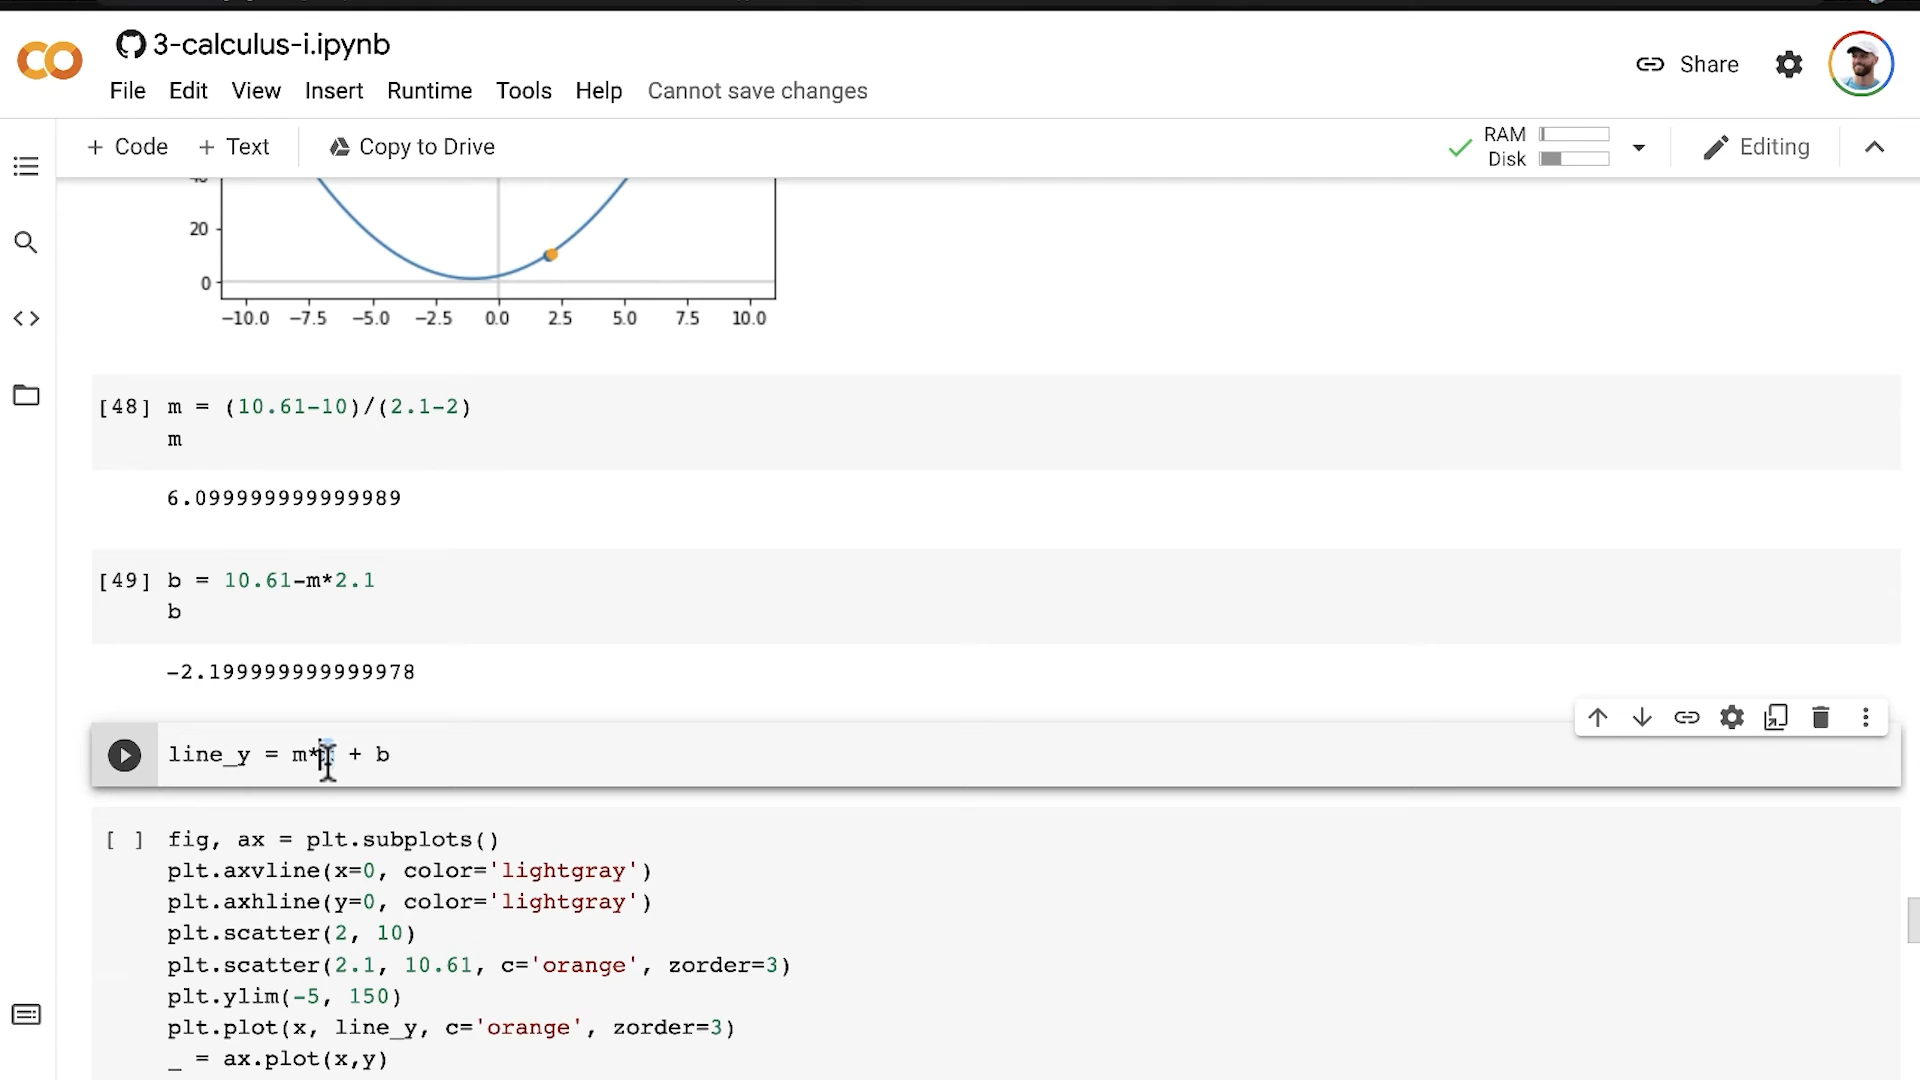 3-calculus-i.ipynb
File Edit View Insert Runtime Tools Help Cannot save changes
Share
+ Code + Text Copy to Drive
RAM
Disk
Editing
20
0
−10.0 −7.5 −5.0 −2.5 0.0 2.5 5.0 7.5 10.0
[48] m = (10.61-10)/(2.1-2)
m
6.099999999999989
[49] b = 10.61-m*2.1
b
-2.199999999999978
line_y = m* + b
[ ] fig, ax = plt.subplots()
plt.axvline(x=0, color='lightgray')
plt.axhline(y=0, color='lightgray')
plt.scatter(2, 10)
plt.scatter(2.1, 10.61, c='orange', zorder=3)
plt.ylim(-5, 150)
plt.plot(x, line_y, c='orange', zorder=3)
_ = ax.plot(x,y)